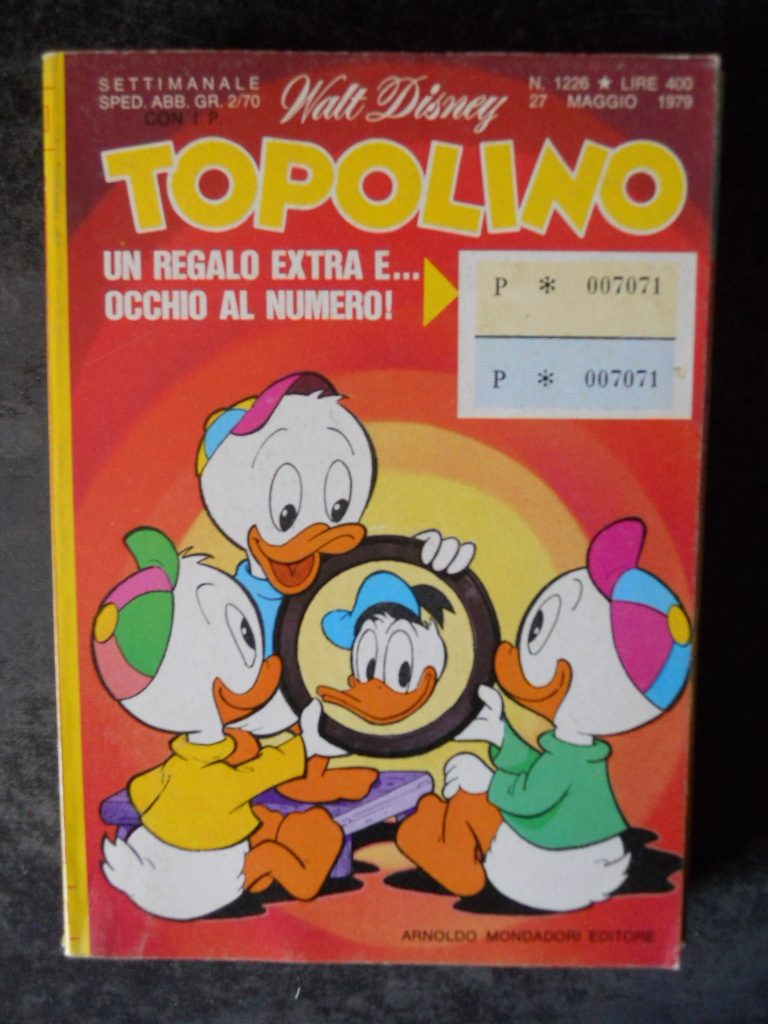 SETTIMANALE
SPED. ABB. GR. 2/70
CON I. P.
Walt Disney
N. 1226 ★ LIRE 400
27 MAGGIO 1979
TOPOLINO
UN REGALO EXTRA E...
OCCHIO AL NUMERO!
P * 007071
P * 007071
ARNOLDO MONDADORI EDITORE